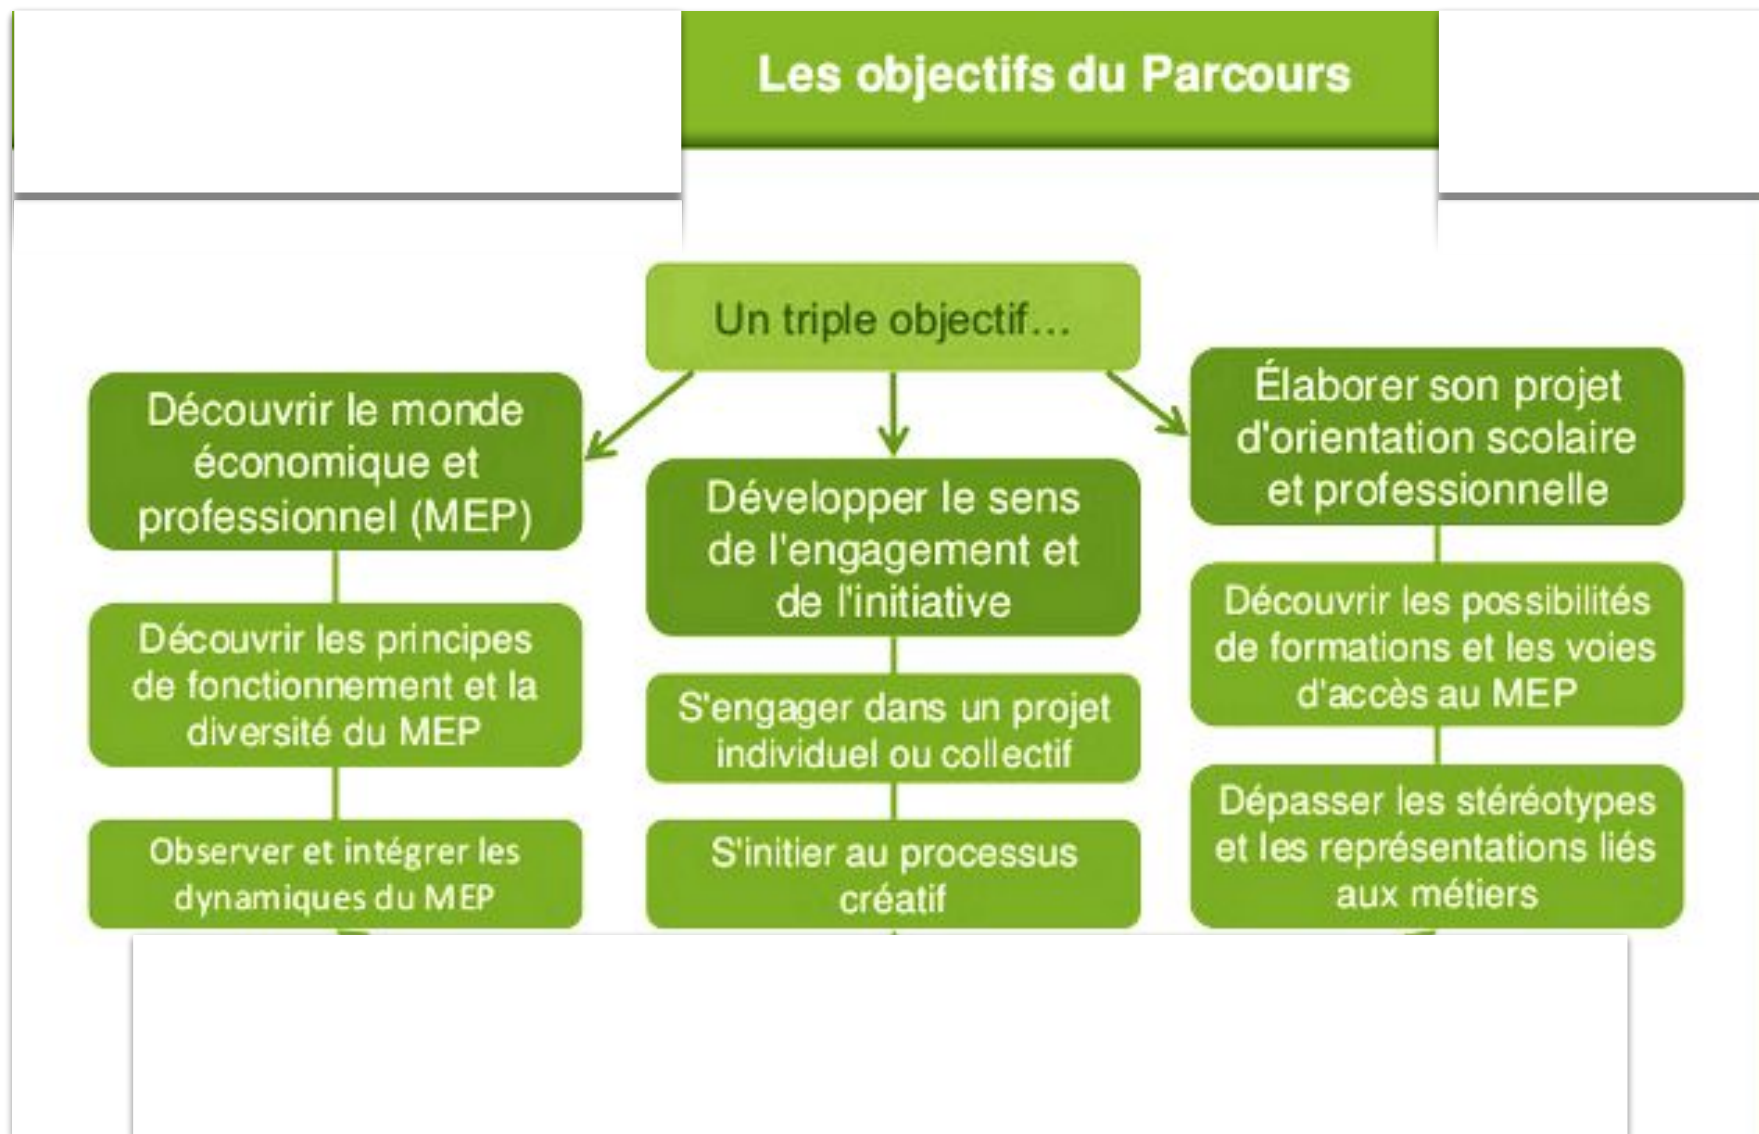 Les objectifs du Parcours
Un triple objectif…
Découvrir le monde
économique et
professionnel (MEP)
Découvrir les principes
de fonctionnement et la
diversité du MEP
Observer et intégrer les
dynamiques du MEP
Développer le sens
de l'engagement et
de l'initiative
S'engager dans un projet
individuel ou collectif
S'initier au processus
créatif
Élaborer son projet
d'orientation scolaire
et professionnelle
Découvrir les possibilités
de formations et les voies
d'accès au MEP
Dépasser les stéréotypes
et les représentations liés
aux métiers